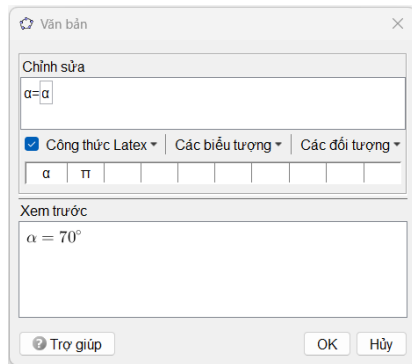 Văn bản
Chỉnh sửa
α=α
Công thức Latex Các biểu tượng Các đối tượng
α π
Xem trước
α = 70°
Trợ giúp OK Hủy